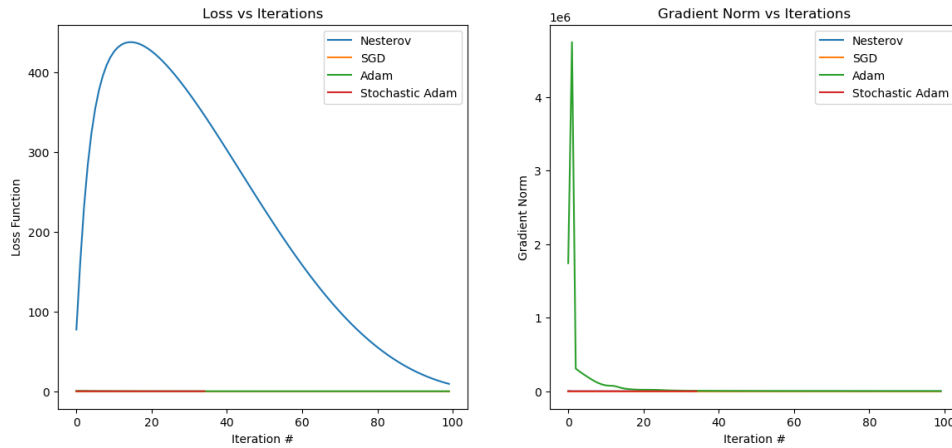 Loss vs Iterations
Loss Function
400
300
200
100
0
0 20 40 60 80 100
Iteration #
Nesterov
SGD
Adam
Stochastic Adam
Gradient Norm vs Iterations
1e6
Gradient Norm
4
3
2
1
0
0 20 40 60 80 100
Iteration #
Nesterov
SGD
Adam
Stochastic Adam